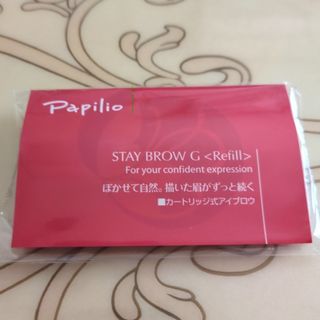 Papilio
STAY BROW G <Refill>
For your confident expression
ぼかせて自然。描いた眉がずっと続く
■カートリッジ式アイブロウ